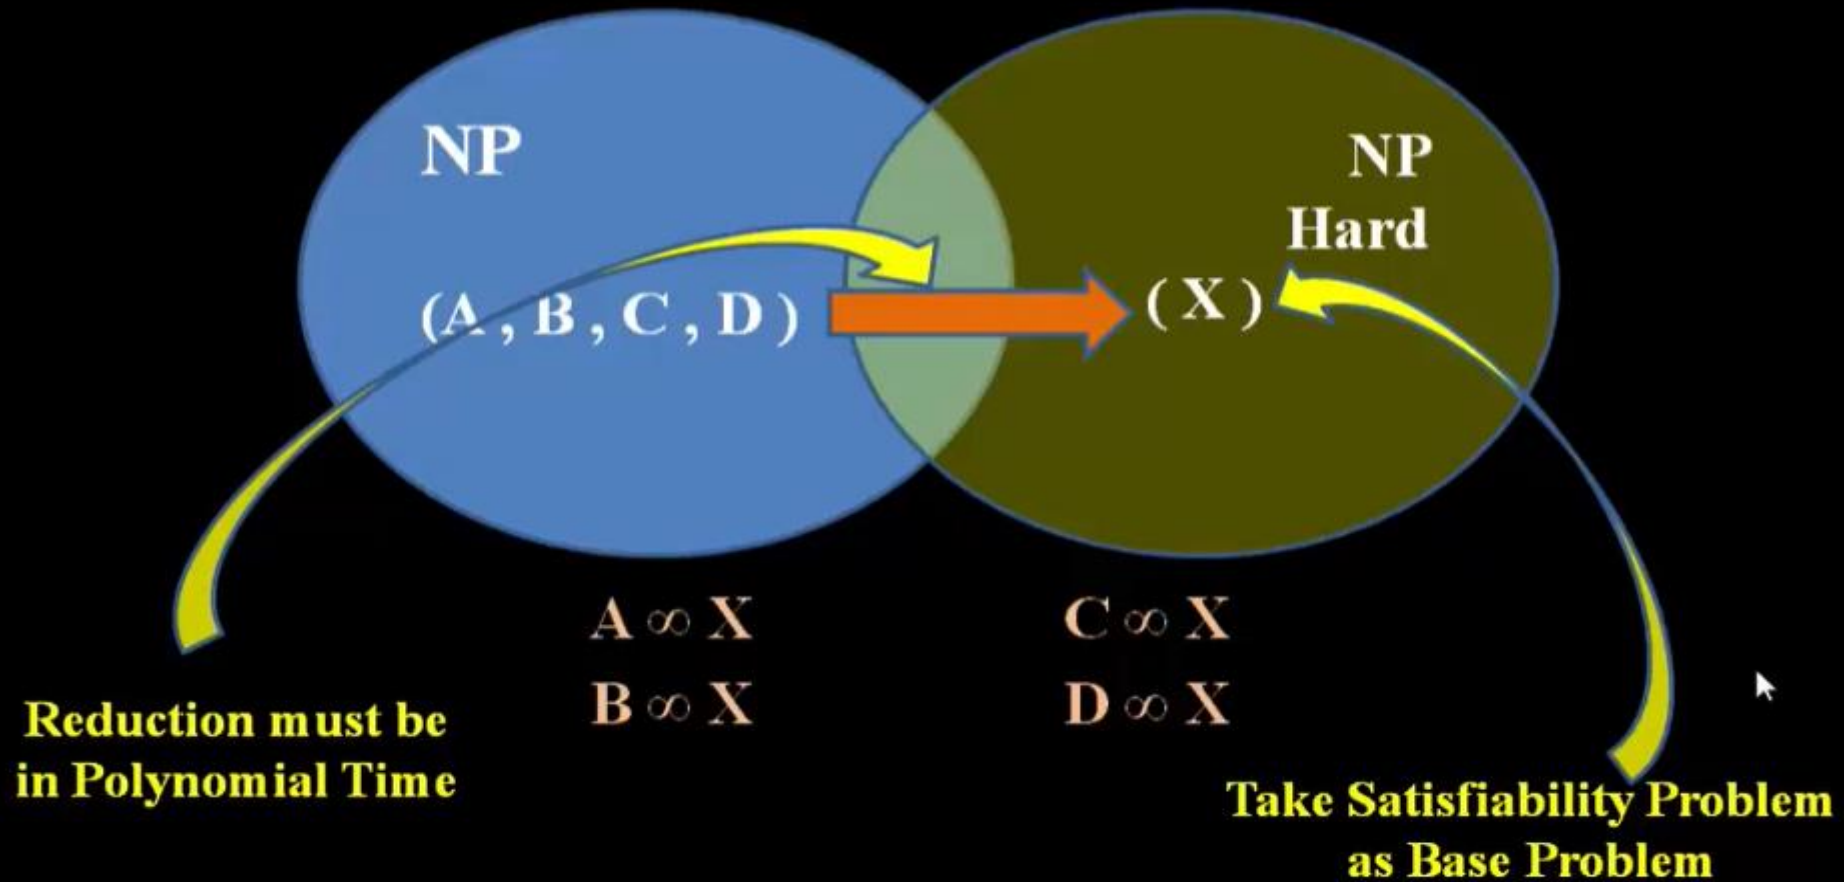 NP
NP
Hard
(A , B , C , D )
( X )
A ∞ X
C ∞ X
B ∞ X
D ∞ X
Reduction must be
in Polynomial Time
Take Satisfiability Problem
as Base Problem